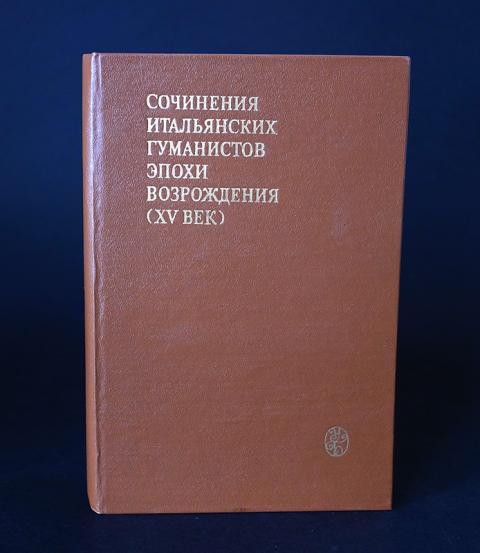 СОЧИНЕНИЯ
ИТАЛЬЯНСКИХ
ГУМАНИСТОВ
ЭПОХИ
ВОЗРОЖДЕНИЯ
(XV ВЕК)